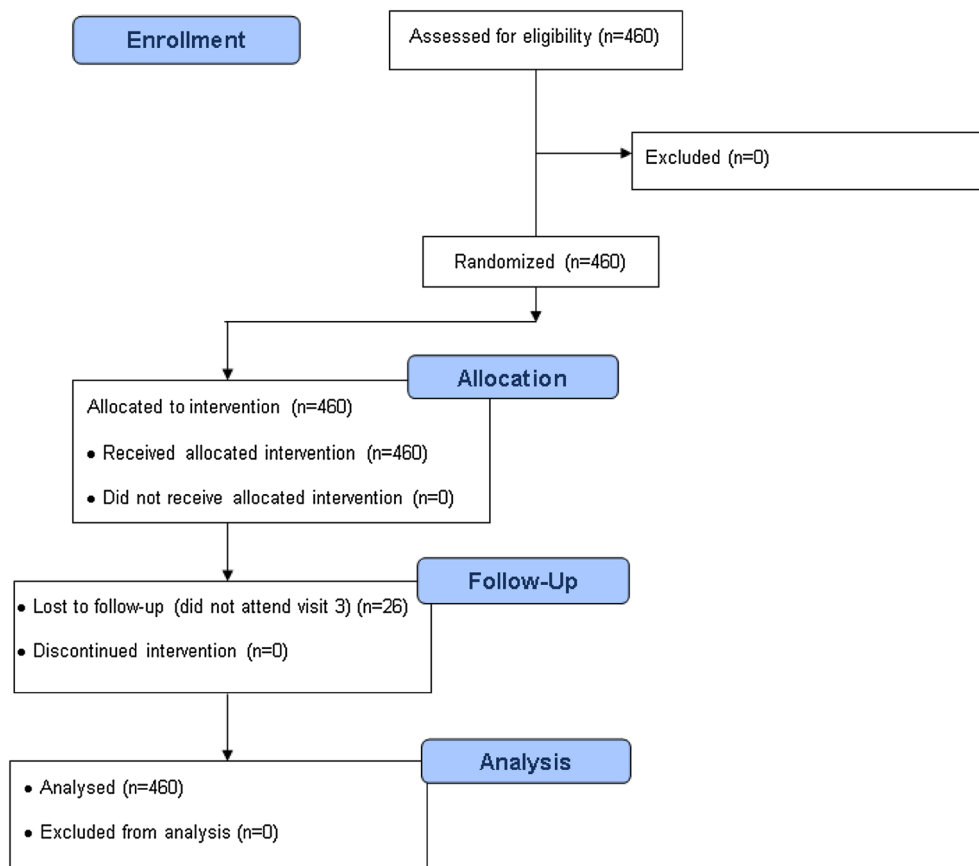 Enrollment
Assessed for eligibility (n=460)
Excluded (n=0)
Randomized (n=460)
Allocation
Allocated to intervention (n=460)
• Received allocated intervention (n=460)
• Did not receive allocated intervention (n=0)
Follow-Up
• Lost to follow-up (did not attend visit 3) (n=26)
• Discontinued intervention (n=0)
Analysis
• Analysed (n=460)
• Excluded from analysis (n=0)